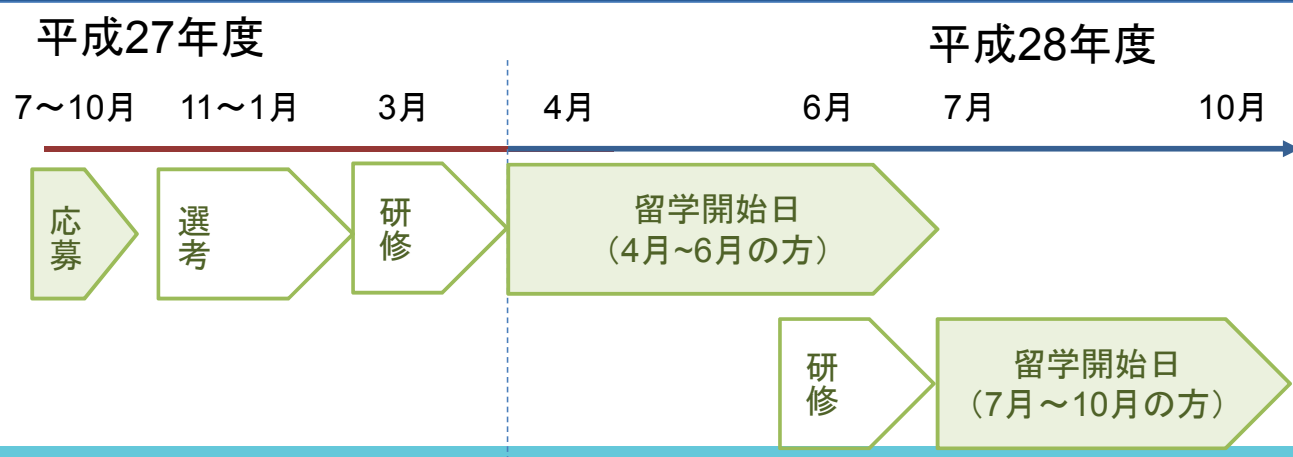 平成27年度
平成28年度
7～10月
11～1月
3月
4月
6月
7月
10月
応募
選考
研修
留学開始日
（4月~6月の方）
研修
留学開始日
（7月～10月の方）